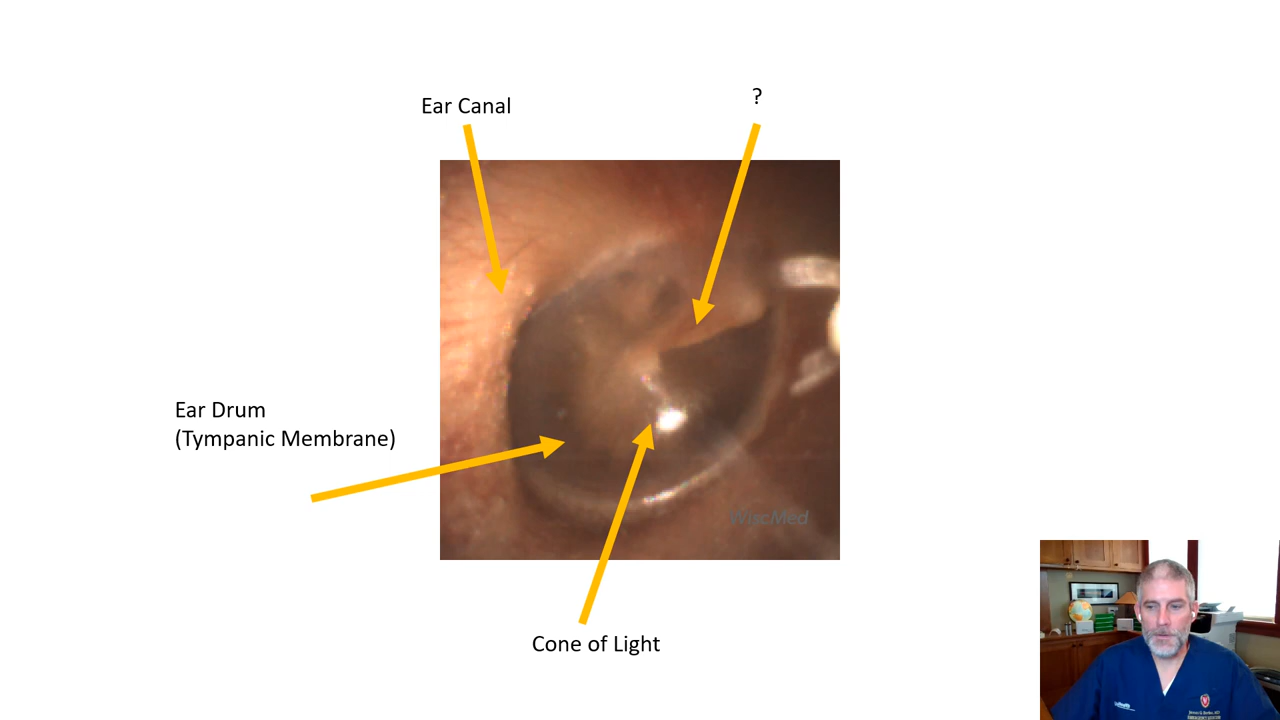 Ear Canal
?
Ear Drum
(Tympanic Membrane)
WiscMed
Cone of Light